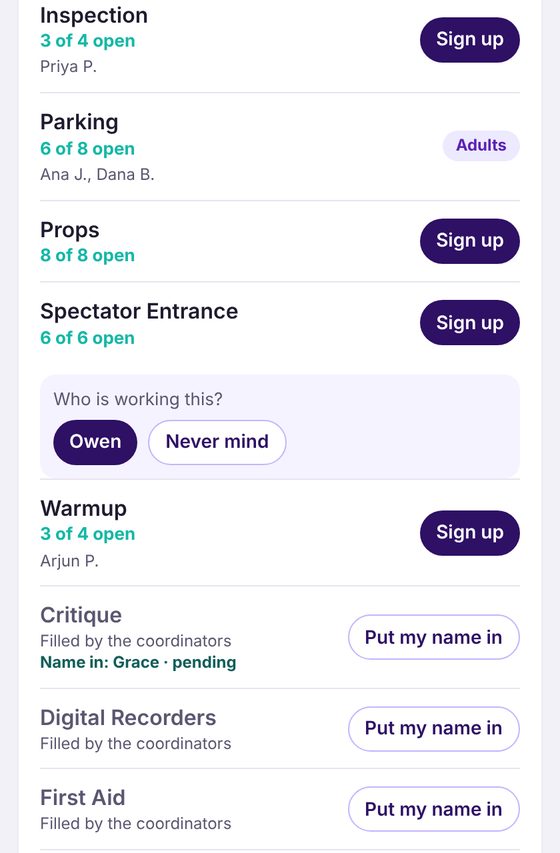 Inspection
3 of 4 open
Priya P.
Sign up
Parking
6 of 8 open
Ana J., Dana B.
Adults
Props
8 of 8 open
Sign up
Spectator Entrance
6 of 6 open
Sign up
Who is working this?
Owen
Never mind
Warmup
3 of 4 open
Arjun P.
Sign up
Critique
Filled by the coordinators
Name in: Grace · pending
Put my name in
Digital Recorders
Filled by the coordinators
Put my name in
First Aid
Filled by the coordinators
Put my name in